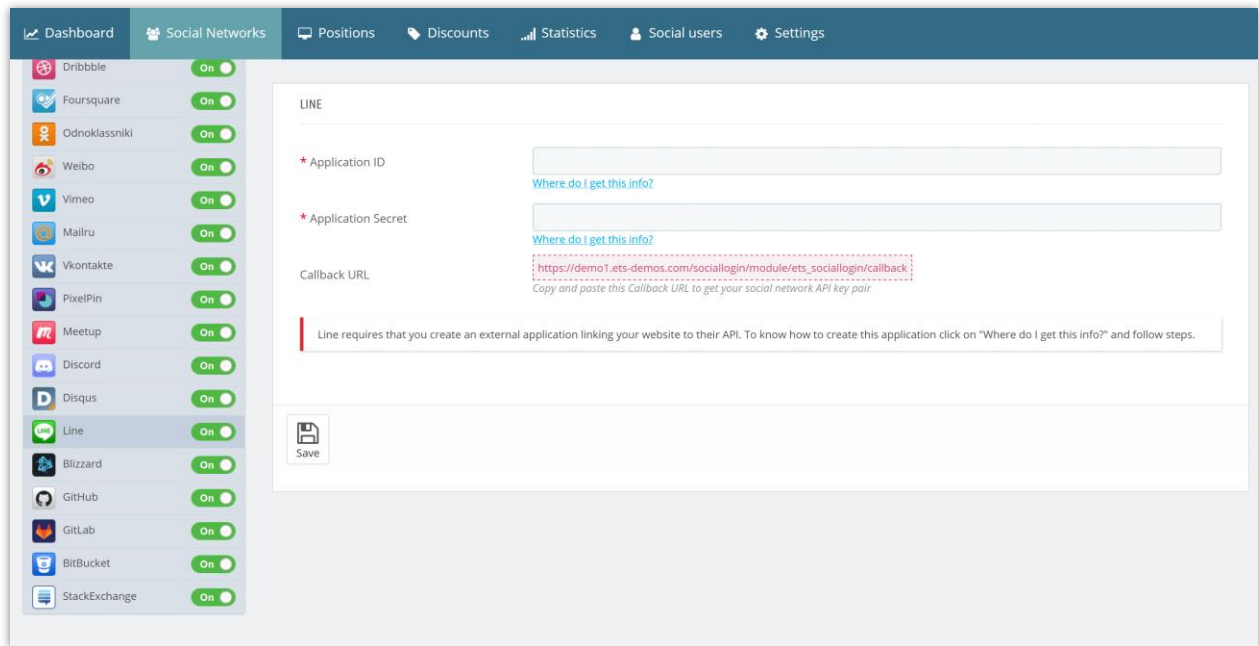 Dashboard
Social Networks
Positions
Discounts
Statistics
Social users
Settings
Dribbble On
Foursquare On
Odnoklassniki On
Weibo On
Vimeo On
Mailru On
Vkontakte On
PixelPin On
Meetup On
Discord On
Disqus On
Line On
Blizzard On
GitHub On
GitLab On
BitBucket On
StackExchange On
LINE
* Application ID
Where do I get this info?
* Application Secret
Where do I get this info?
Callback URL
https://demo1.ets-demos.com/sociallogin/module/ets_sociallogin/callback
Copy and paste this Callback URL to get your social network API key pair
Line requires that you create an external application linking your website to their API. To know how to create this application click on "Where do I get this info?" and follow steps.
Save